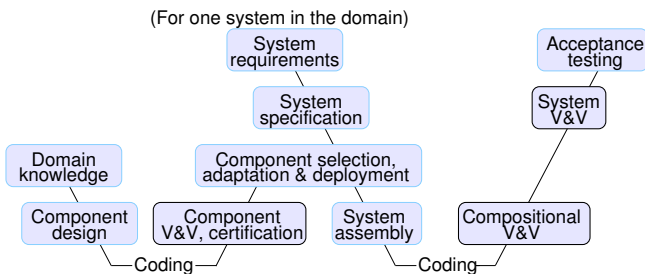 (For one system in the domain)
System
requirements
Acceptance
testing
System
specification
System
V&V
Domain
knowledge
Component selection,
adaptation & deployment
Component
design
Component
V&V, certification
System
assembly
Compositional
V&V
Coding
Coding